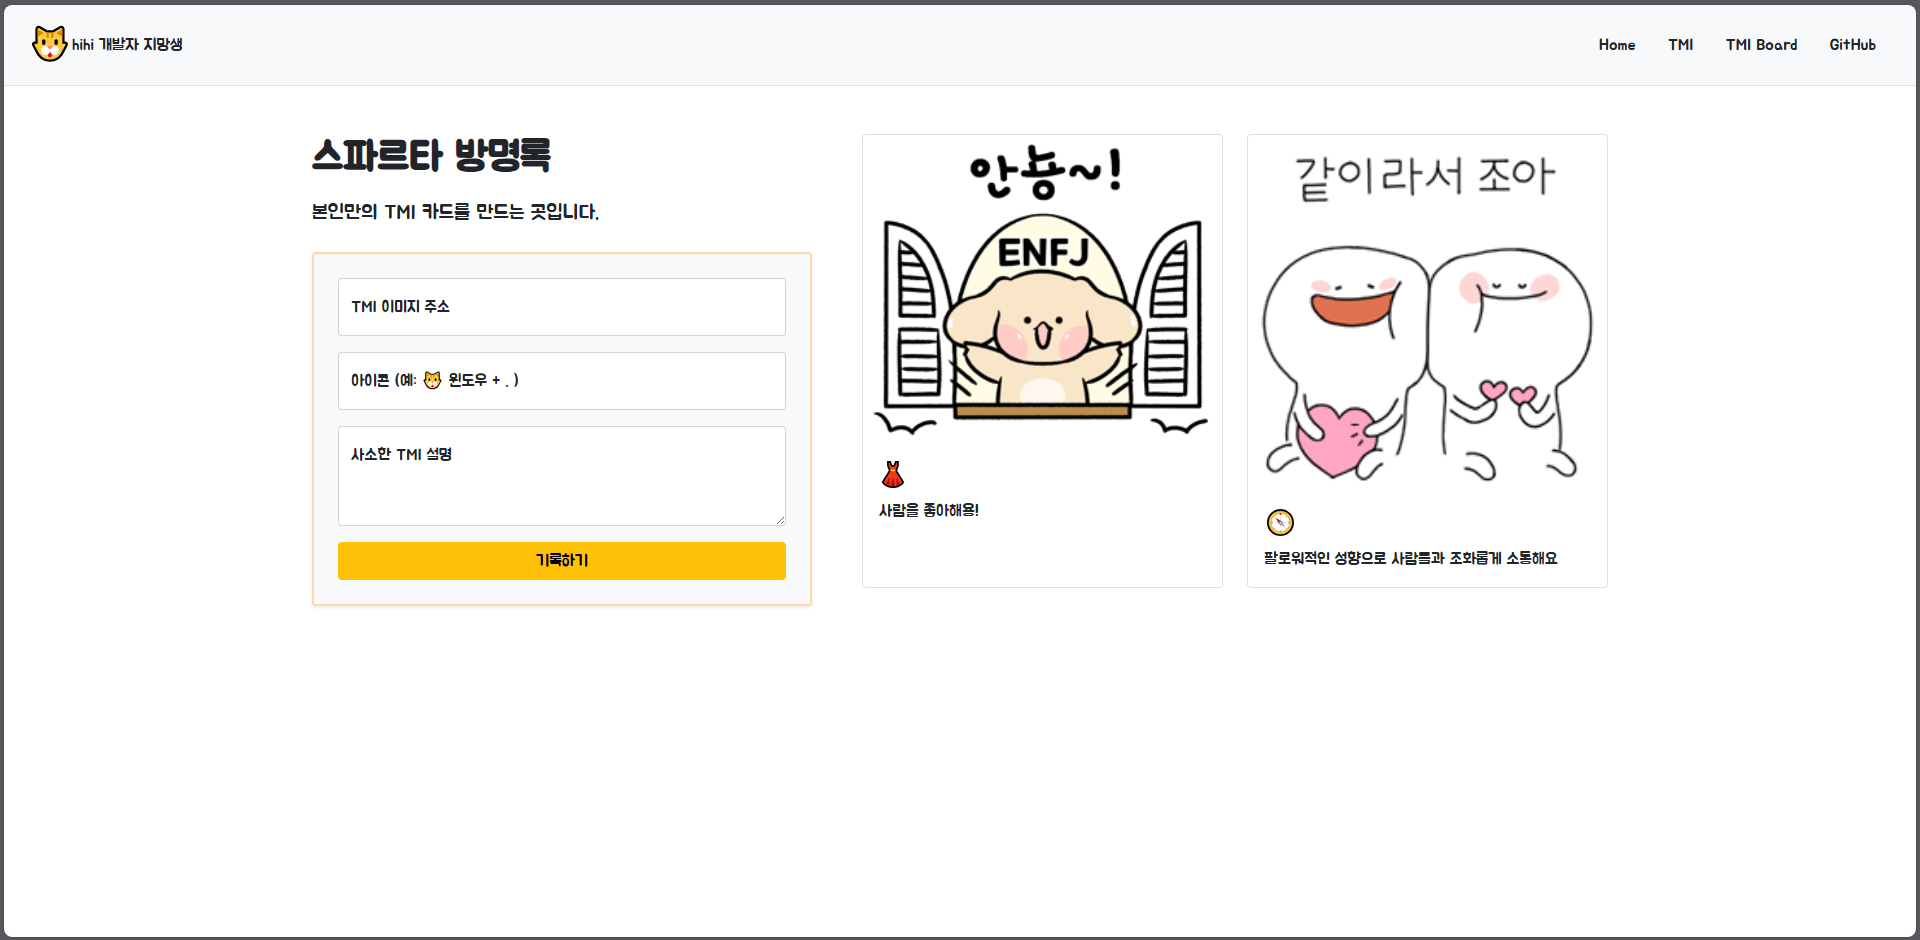 hihi 개발자 지망생
Home
TMI
TMI Board
GitHub
스파르타 방명록
본인만의 TMI 카드를 만드는 곳입니다.
TMI 이미지 주소
아이콘 (예: 🐱 윈도우 + . )
사소한 TMI 설명
기록하기
안뇽~!
ENFJ
사람을 좋아해용!
같이라서 조아
팔로워적인 성향으로 사람들과 조화롭게 소통해요